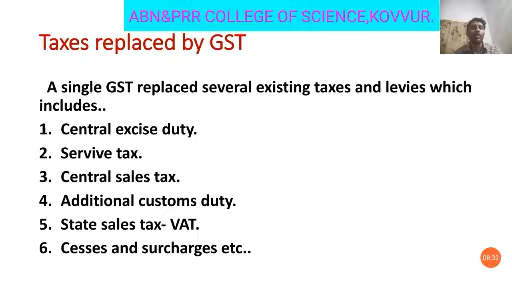 ABN&PRR COLLEGE OF SCIENCE,KOVVUR.
Taxes replaced by GST
A single GST replaced several existing taxes and levies which
includes..
1. Central excise duty.
2. Servive tax.
3. Central sales tax.
4. Additional customs duty.
5. State sales tax- VAT.
6. Cesses and surcharges etc..
08:32